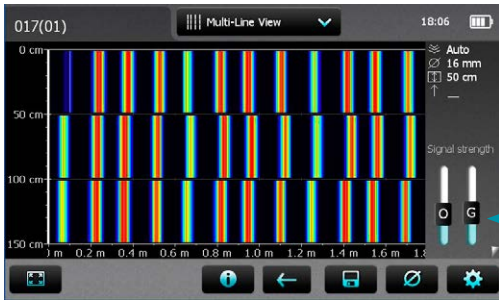 017(01)
Multi-Line View
18:06
0 cm
50 cm
100 cm
150 cm
Auto
16 mm
50 cm
Signal strength
O G
0.2 m 0.4 m 0.6 m 0.8 m 1.0 m 1.2 m 1.4 m 1.6 m